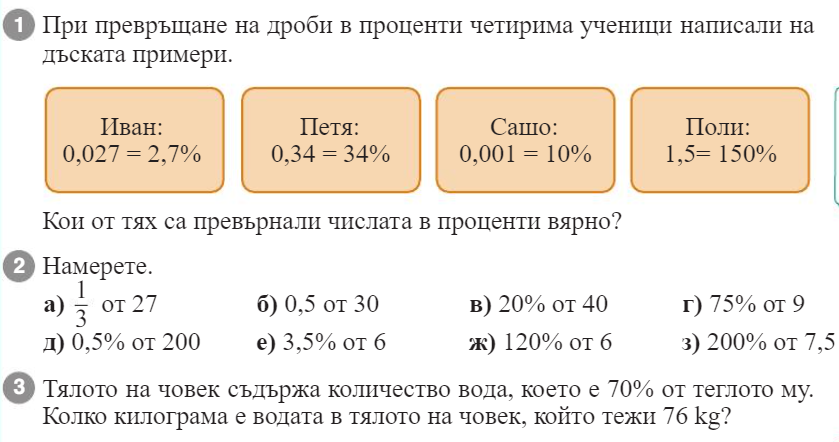 1 При превръщане на дроби в проценти четирима ученици написали на
дъската примери.
Иван:
0,027 = 2,7%
Петя:
0,34 = 34%
Сашо:
0,001 = 10%
Поли:
1,5= 150%
Кои от тях са превърнали числата в проценти вярно?
2 Намерете.
а) 1/3 от 27 б) 0,5 от 30 в) 20% от 40 г) 75% от 9
д) 0,5% от 200 е) 3,5% от 6 ж) 120% от 6 з) 200% от 7,5
3 Тялото на човек съдържа количество вода, което е 70% от теглото му.
Колко килограма е водата в тялото на човек, който тежи 76 kg?